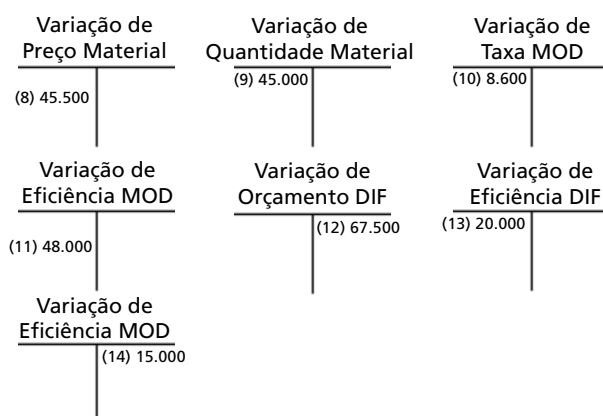 Variação de
Preço Material
(8) 45.500
Variação de
Quantidade Material
(9) 45.000
Variação de
Taxa MOD
(10) 8.600
Variação de
Eficiência MOD
(11) 48.000
Variação de
Orçamento DIF
(12) 67.500
Variação de
Eficiência DIF
(13) 20.000
Variação de
Eficiência MOD
(14) 15.000